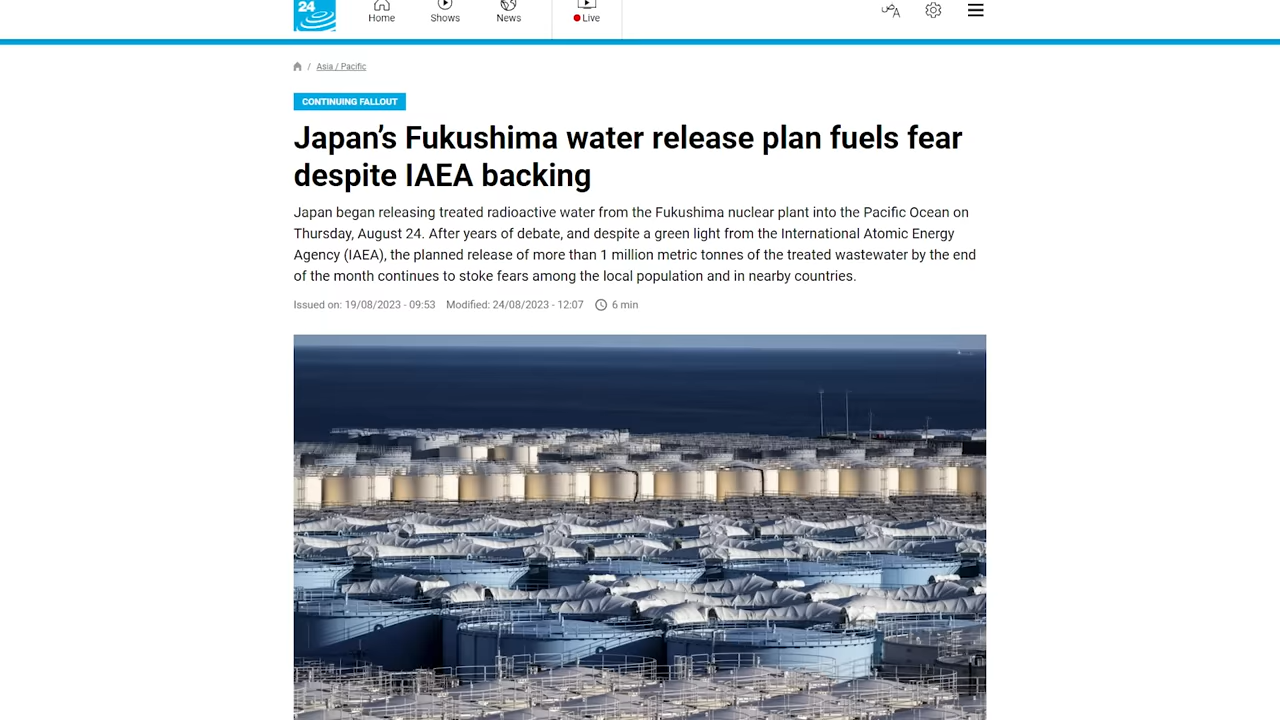 24
Home
Shows
News
Live
Asia / Pacific
CONTINUING FALLOUT
Japan’s Fukushima water release plan fuels fear
despite IAEA backing
Japan began releasing treated radioactive water from the Fukushima nuclear plant into the Pacific Ocean on
Thursday, August 24. After years of debate, and despite a green light from the International Atomic Energy
Agency (IAEA), the planned release of more than 1 million metric tonnes of the treated wastewater by the end
of the month continues to stoke fears among the local population and in nearby countries.
Issued on: 19/08/2023 - 09:53 Modified: 24/08/2023 - 12:07 6 min